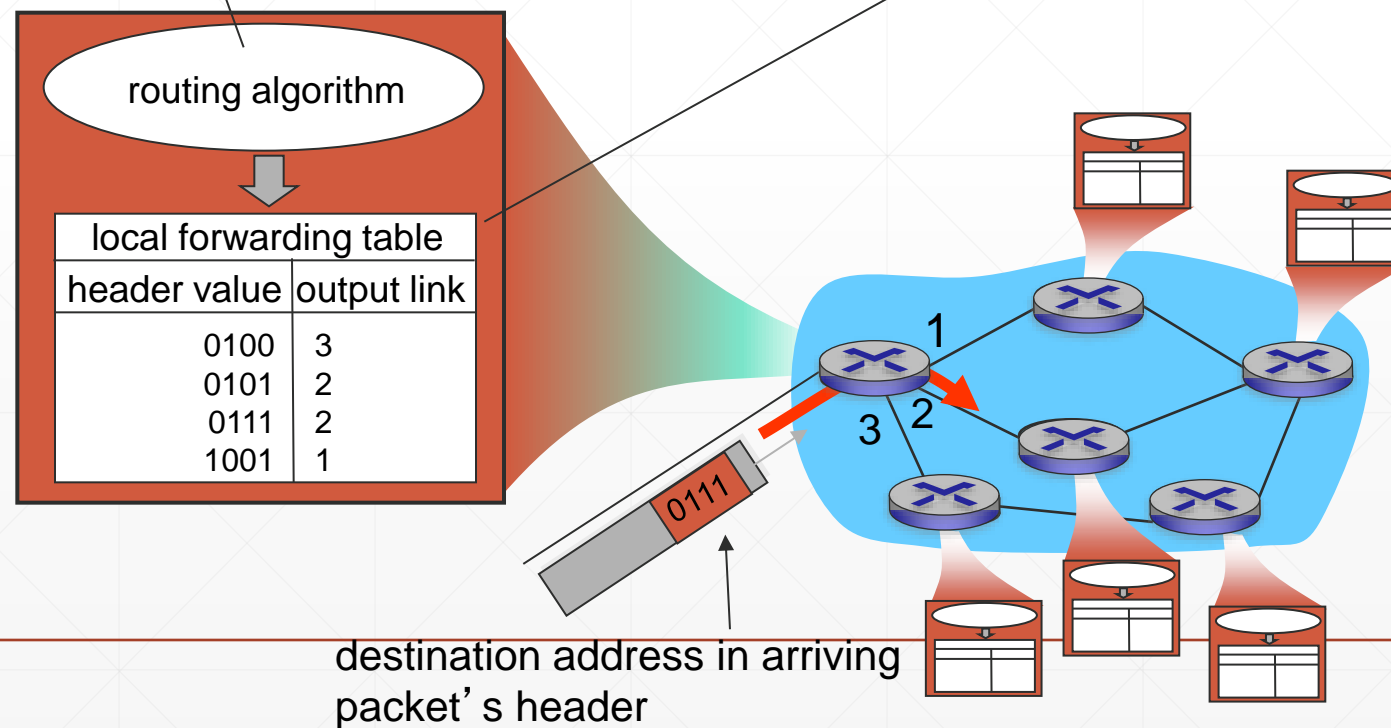 routing algorithm
local forwarding table
header value output link
0100 3
0101 2
0111 2
1001 1
1
2
3
0111
destination address in arriving
packet’s header